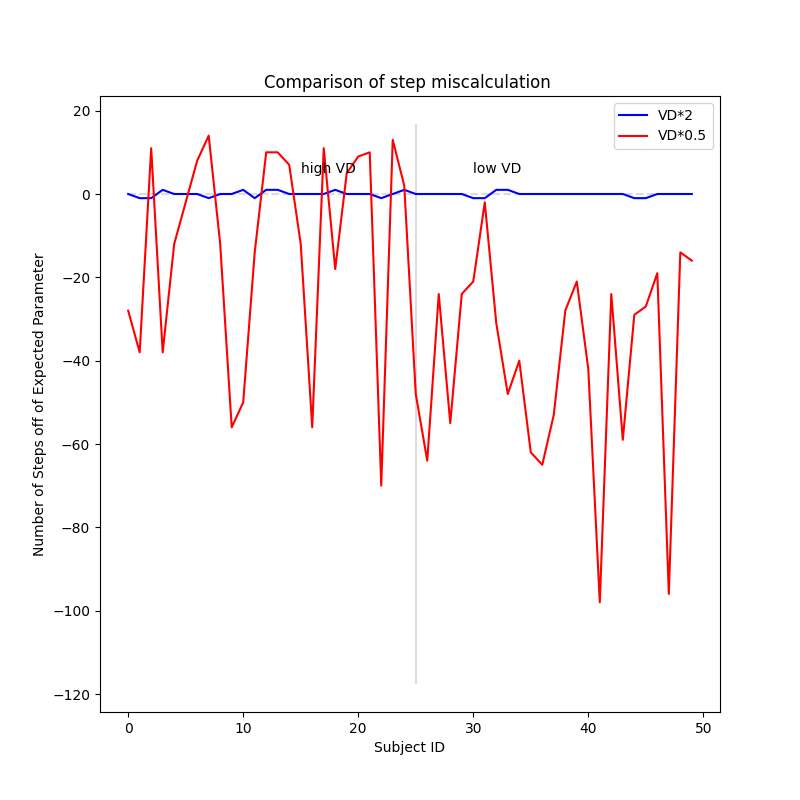 Comparison of step miscalculation
VD*2
VD*0.5
high VD
low VD
20
0
−20
−40
−60
−80
−100
−120
Number of Steps off of Expected Parameter
0 10 20 30 40 50
Subject ID